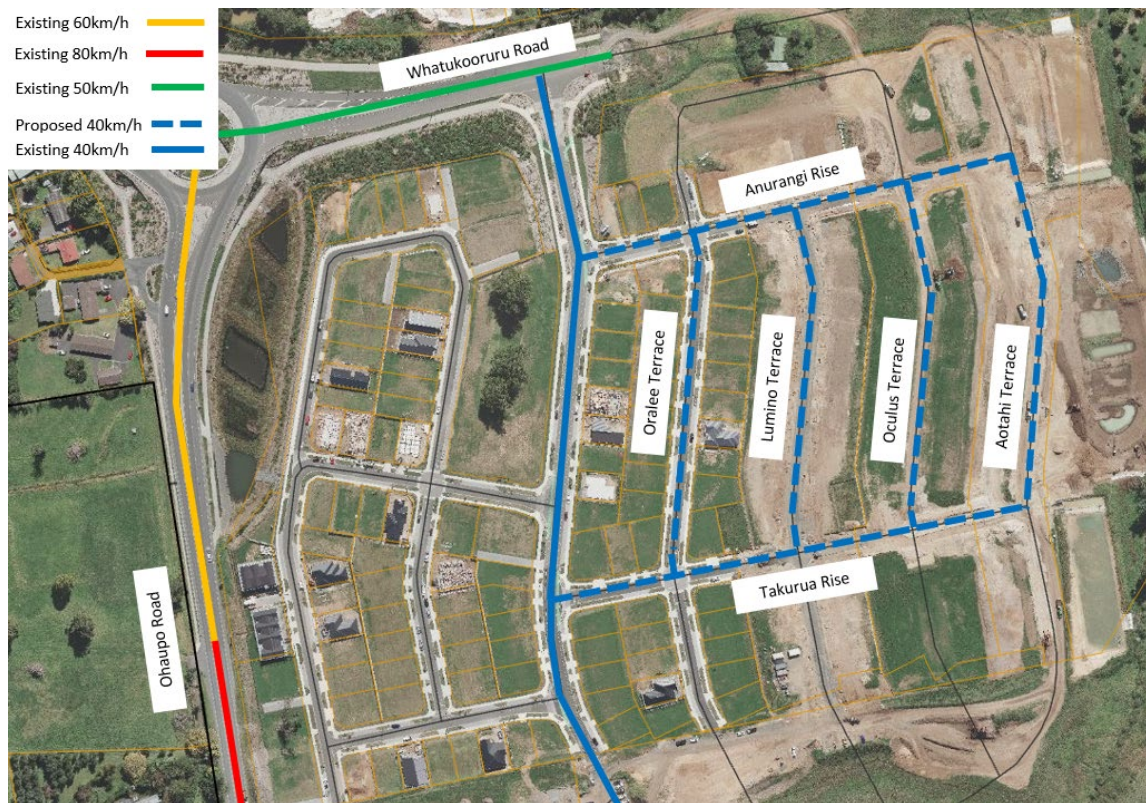 Existing 60km/h
Existing 80km/h
Existing 50km/h
Proposed 40km/h
Existing 40km/h
Whatukooruru Road
Anurangi Rise
Oralee Terrace
Lumino Terrace
Oculus Terrace
Aotahi Terrace
Takurua Rise
Ohaupo Road